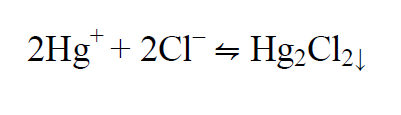 2Hg⁺ + 2Cl⁻ ⇋ Hg₂Cl₂↓